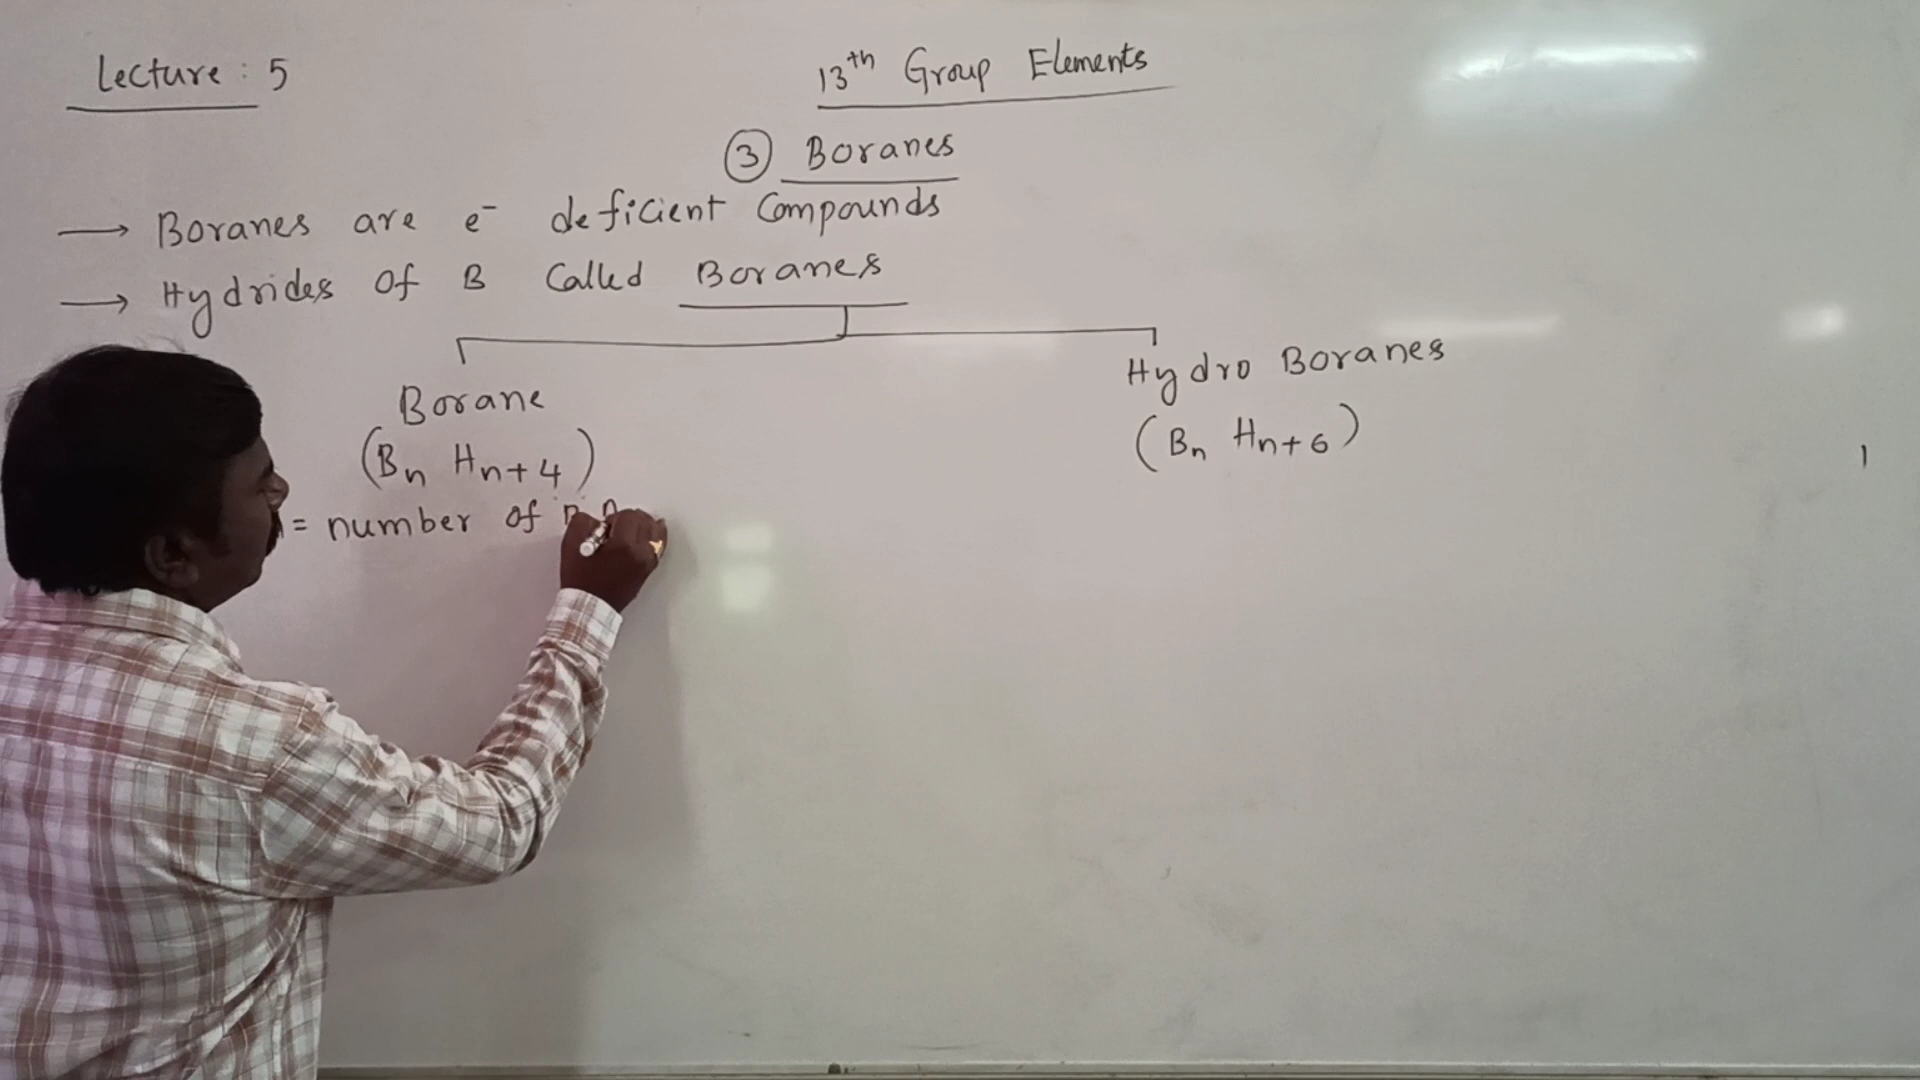 Lecture : 5
13th Group Elements
③ Boranes
→ Boranes are e⁻ deficient Compounds
→ Hydrides of B Called Boranes
Borane
Hydro Boranes
(Bn Hn+4)
(Bn Hn+6)
= number of